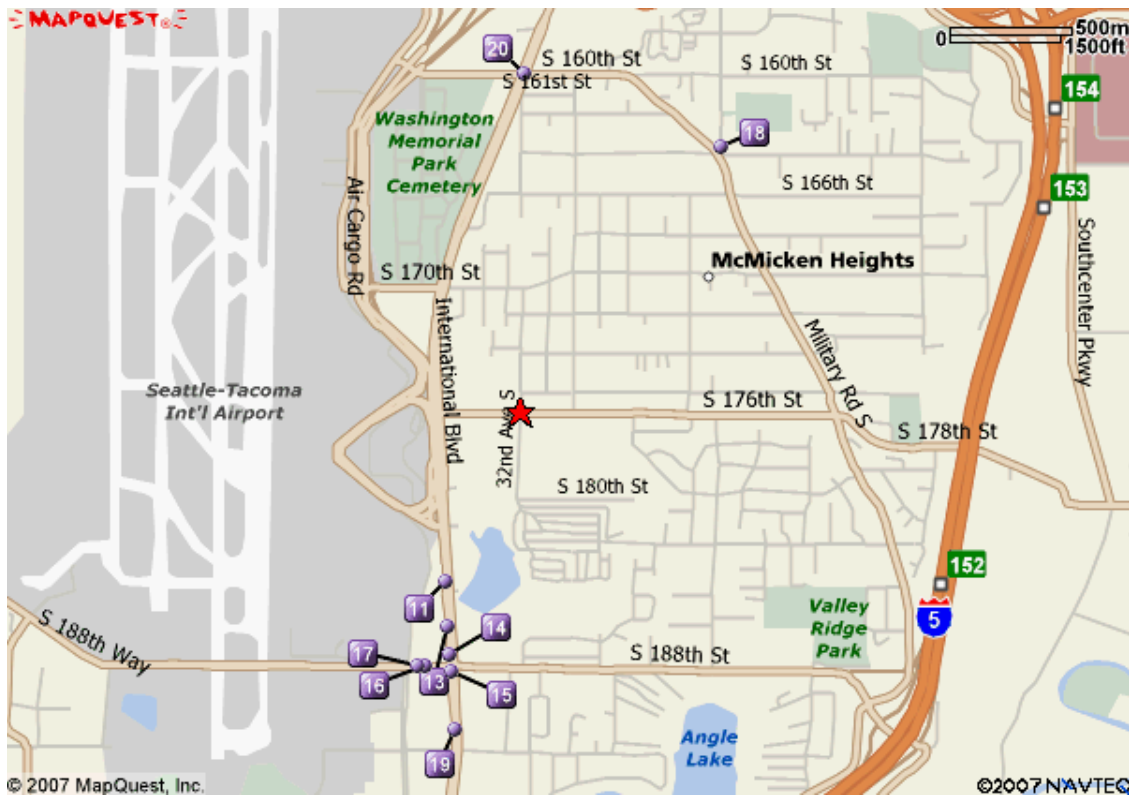 MAPQUEST
500m
0
1500ft
20
S 160th St
S 160th St
S 161st St
154
Washington
Memorial
Park
Cemetery
18
S 166th St
153
Air Cargo Rd
Southcenter Pkwy
S 170th St
McMicken Heights
International Blvd
Military Rd S
Seattle-Tacoma
Int'l Airport
32nd Ave S
S 176th St
S 178th St
S 180th St
152
11
14
Valley
Ridge
Park
5
S 188th Way
17
S 188th St
13
16
15
Angle
Lake
19
© 2007 MapQuest, Inc.
©2007 NAVTEQ